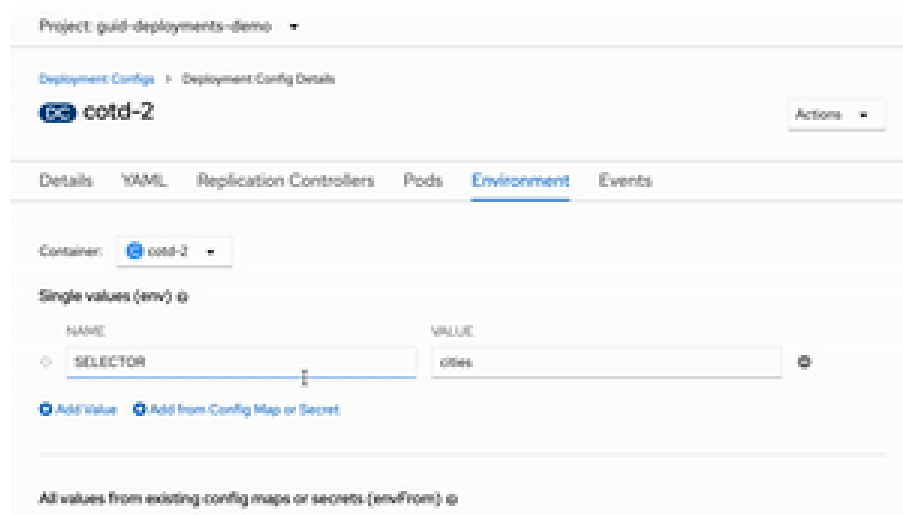 Project: guid-deployments-demo
Deployment Configs > Deployment Config Details
DC cotd-2
Actions
Details YAML Replication Controllers Pods Environment Events
Container: C cotd-2
Single values (env)
NAME VALUE
SELECTOR cities
Add Value Add from Config Map or Secret
All values from existing config maps or secrets (envFrom)